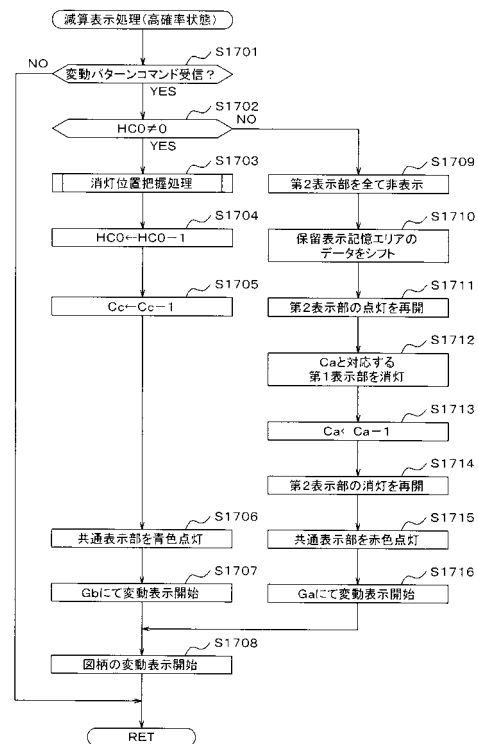 減算表示処理(高確率状態)
S1701
NO
変動パターンコマンド受信?
YES
S1702
HC0≠0
NO
YES
S1703
消灯位置把握処理
S1704
HC0←HC0−1
S1705
Cc←Cc−1
S1706
共通表示部を青色点灯
S1707
Gbにて変動表示開始
S1709
第2表示部を全て非表示
S1710
保留表示記憶エリアの
データをシフト
S1711
第2表示部の点灯を再開
S1712
Caと対応する
第1表示部を消灯
S1713
Ca← Ca−1
S1714
第2表示部の消灯を再開
S1715
共通表示部を赤色点灯
S1716
Gaにて変動表示開始
S1708
図柄の変動表示開始
RET